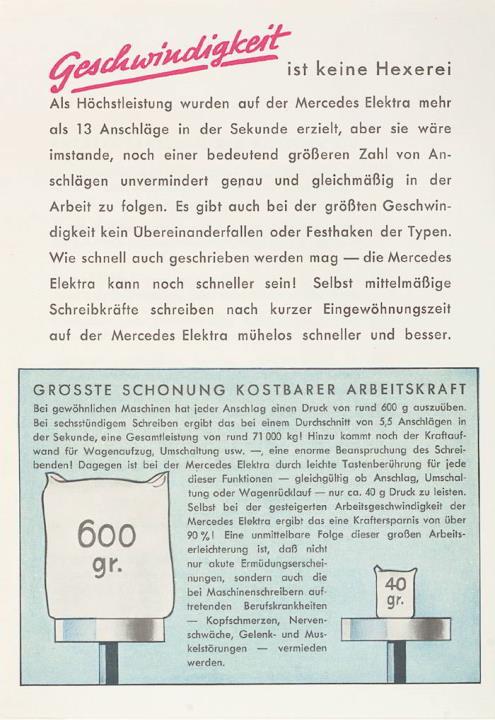 Geschwindigkeit
ist keine Hexerei
Als Höchstleistung wurden auf der Mercedes Elektra mehr
als 13 Anschläge in der Sekunde erzielt, aber sie wäre
imstande, noch einer bedeutend größeren Zahl von An-
schlägen unvermindert genau und gleichmäßig in der
Arbeit zu folgen. Es gibt auch bei der größten Geschwin-
digkeit kein Übereinanderfallen oder Festhaken der Typen.
Wie schnell auch geschrieben werden mag — die Mercedes
Elektra kann noch schneller sein! Selbst mittelmäßige
Schreibkräfte schreiben nach kurzer Eingewöhnungszeit
auf der Mercedes Elektra mühelos schneller und besser.
GRÖSSTE SCHONUNG KOSTBARER ARBEITSKRAFT
Bei gewöhnlichen Maschinen hat jeder Anschlag einen Druck von rund 600 g auszuüben.
Bei sechsstündigem Schreiben ergibt das bei einem Durchschnitt von 5,5 Anschlägen in
der Sekunde, eine Gesamtleistung von rund 71 000 kg! Hinzu kommt noch der Kraftauf-
wand für Wagenaufzug, Umschaltung usw. —, eine enorme Beanspruchung des Schrei-
benden! Dagegen ist bei der Mercedes Elektra durch leichte Tastenberührung für jede
dieser Funktionen — gleichgültig ob Anschlag, Umschal-
tung oder Wagenrücklauf — nur ca. 40 g Druck zu leisten.
Selbst bei der gesteigerten Arbeitsgeschwindigkeit der
Mercedes Elektra ergibt das eine Kraftersparnis von über
90 %! Eine unmittelbare Folge dieser großen Arbeits-
erleichterung ist, daß nicht
nur akute Ermüdungserschei-
nungen, sondern auch die
bei Maschinenschreibern auf-
tretenden Berufskrankheiten
— Kopfschmerzen, Nerven-
schwäche, Gelenk- und Mus-
kelstörungen — vermieden
werden.
600
gr.
40
gr.